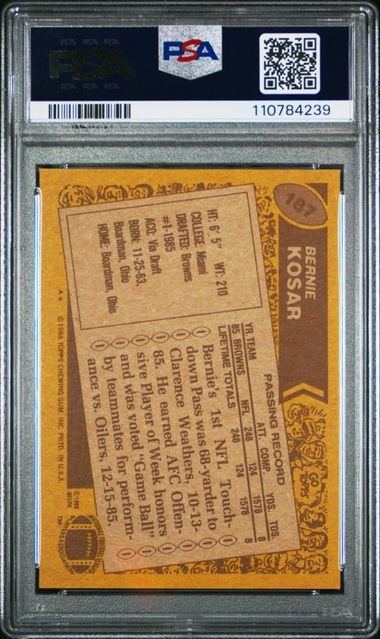 PSA
PSA
110784239
187
BERNIE
KOSAR
HT: 6' 5" WT: 210
COLLEGE: Miami
DRAFTED: Browns
#1-1985
ACQ: Via Draft
BORN: 11-25-63,
Boardman, Ohio
HOME: Boardman, Ohio
PASSING RECORD
YR. TEAM ATT. COMP. YDS. TDS.
85 BROWNS 248 124 1578 8
LIFETIME TOTALS
NFL 248 124 1578 8
Bernie's 1st NFL Touch-
down Pass was 68-yarder to
Clarence Weathers, 10-13-
85. He earned AFC Offen-
sive Player of Week honors
and was voted "Game Ball"
by teammates for perform-
ance vs. Oilers, 12-15-85.
GO
TOPPS
A * © 1986 TOPPS CHEWING GUM, INC. PRTD. IN U.S.A.
TM